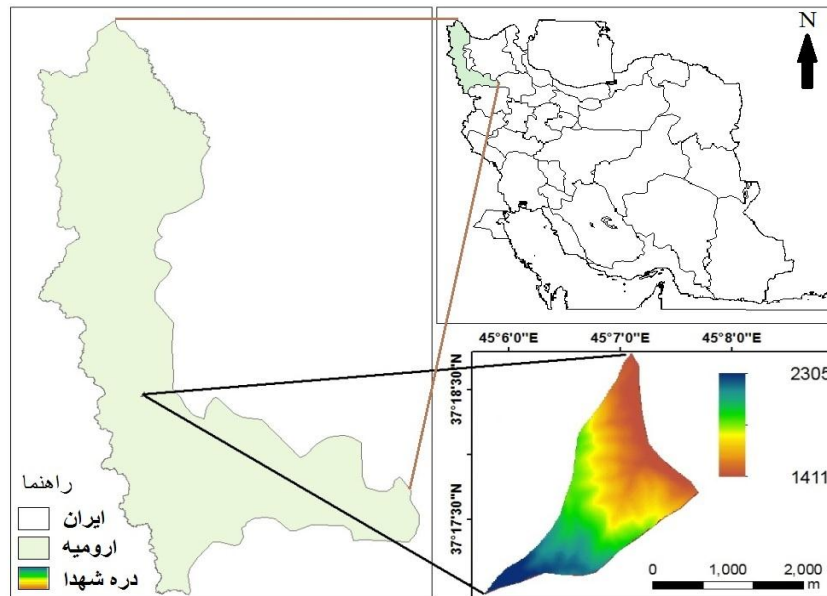 N
45°6'0"E 45°7'0"E 45°8'0"E
37°18'30"N
37°17'30"N
2305
1411
0 1,000 2,000
m
راهنما
ایران
ارومیه
دره شهدا